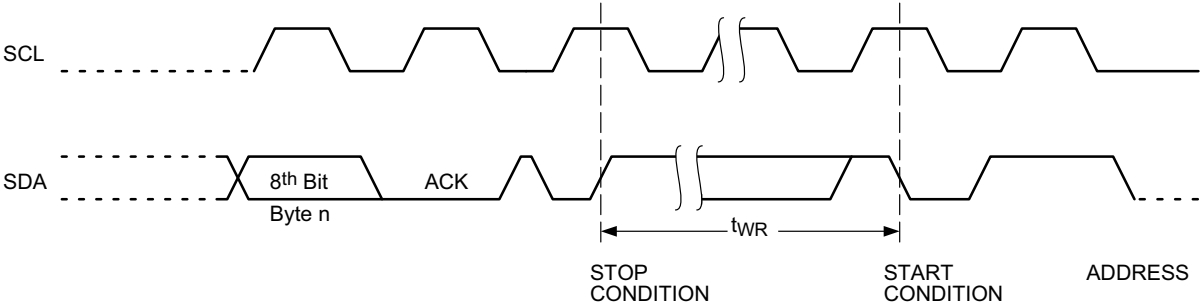 SCL
SDA
8th Bit
ACK
Byte n
tWR
STOP
CONDITION
START
CONDITION
ADDRESS